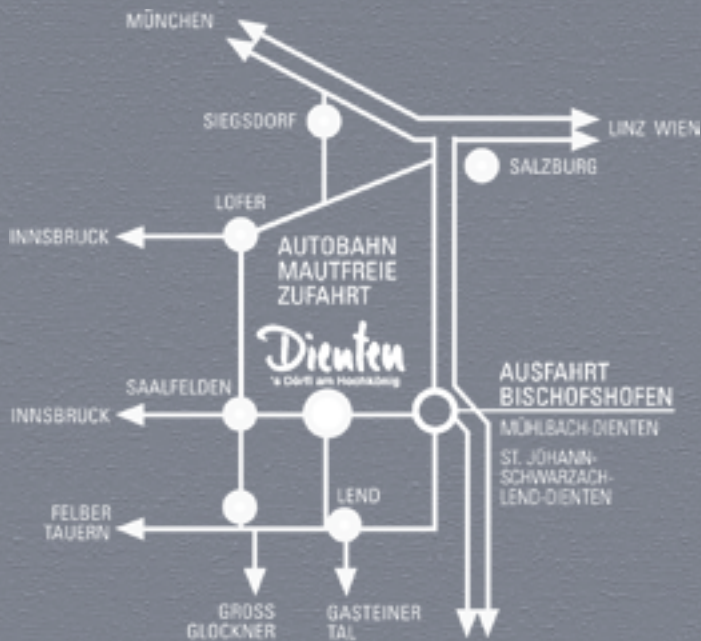 MÜNCHEN
SIEGSDORF
LINZ WIEN
SALZBURG
LOFER
INNSBRUCK
AUTOBAHN
MAUTFREIE
ZUFAHRT
Dienten
's Dörfl am Hochkönig
SAALFELDEN
INNSBRUCK
AUSFAHRT
BISCHOFSHOFEN
MÜHLBACH-DIENTEN
ST. JOHANN-
SCHWARZACH-
LEND-DIENTEN
LEND
FELBER
TAUERN
GROSS
GLOCKNER
GASTEINER
TAL